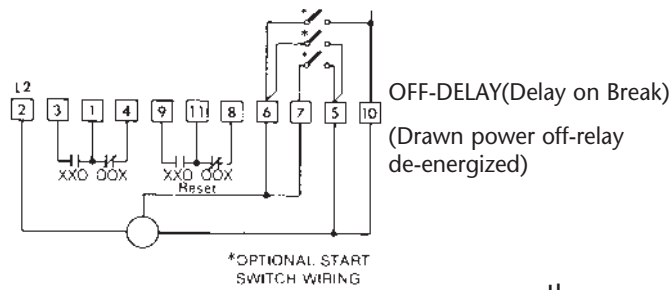 *
*
*
L2
2 3 1 4 9 11 8 6 7 5 10
OFF-DELAY(Delay on Break)
(Drawn power off-relay
de-energized)
XXO OOX XXO OOX
Reset
*OPTIONAL START
SWITCH WIRING